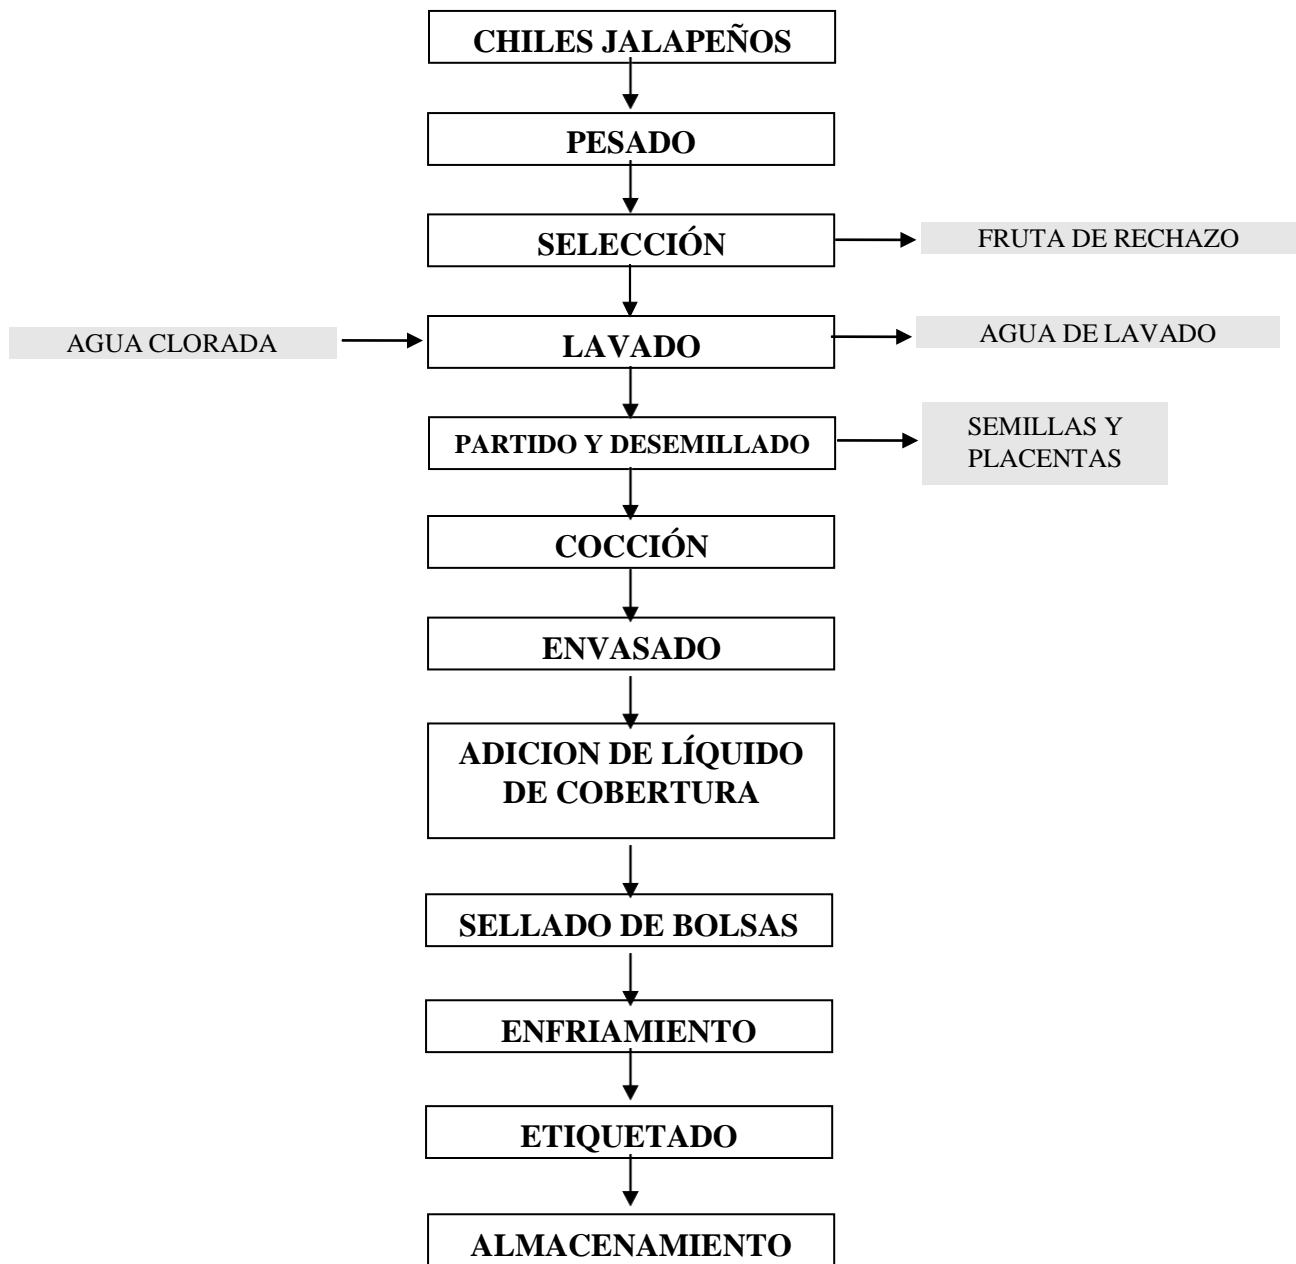 CHILES JALAPEÑOS
PESADO
SELECCIÓN
FRUTA DE RECHAZO
AGUA CLORADA
LAVADO
AGUA DE LAVADO
PARTIDO Y DESEMILLADO
SEMILLAS Y
PLACENTAS
COCCIÓN
ENVASADO
ADICION DE LÍQUIDO
DE COBERTURA
SELLADO DE BOLSAS
ENFRIAMIENTO
ETIQUETADO
ALMACENAMIENTO